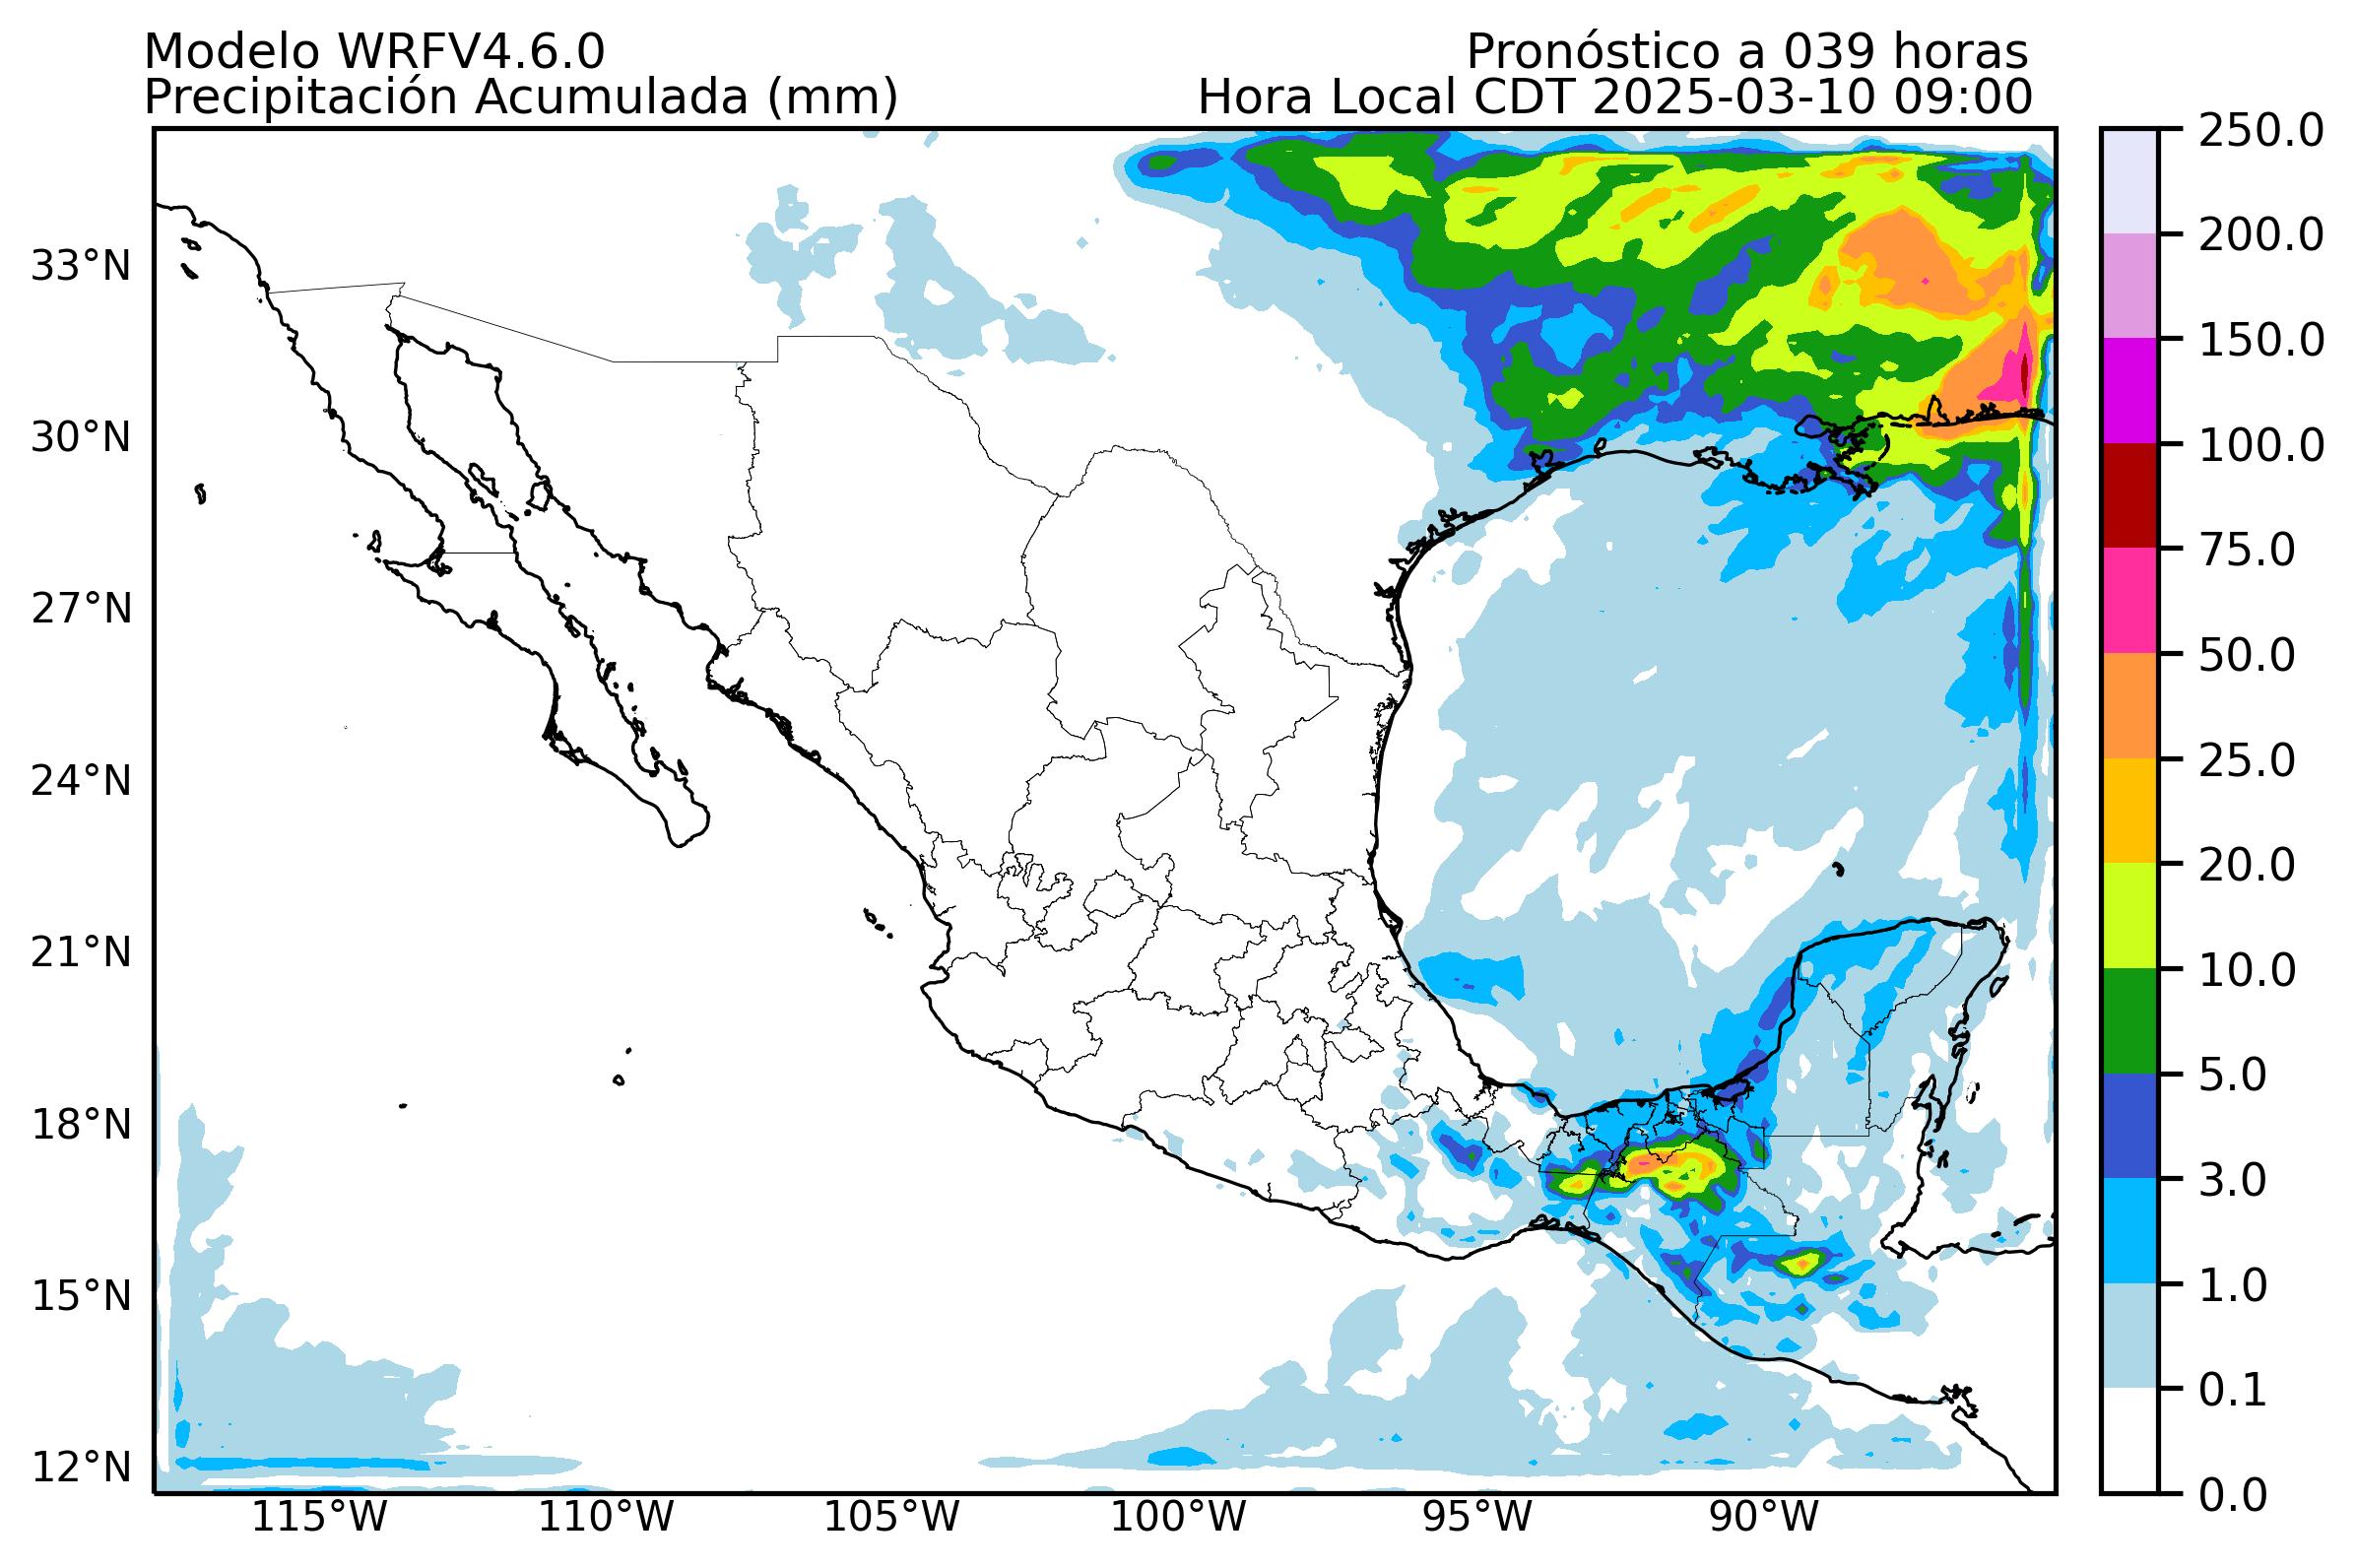 Modelo WRFV4.6.0
Pronóstico a 039 horas
Precipitación Acumulada (mm)
Hora Local CDT 2025-03-10 09:00
33°N
30°N
27°N
24°N
21°N
18°N
15°N
12°N
115°W
110°W
105°W
100°W
95°W
90°W
250.0
200.0
150.0
100.0
75.0
50.0
25.0
20.0
10.0
5.0
3.0
1.0
0.1
0.0